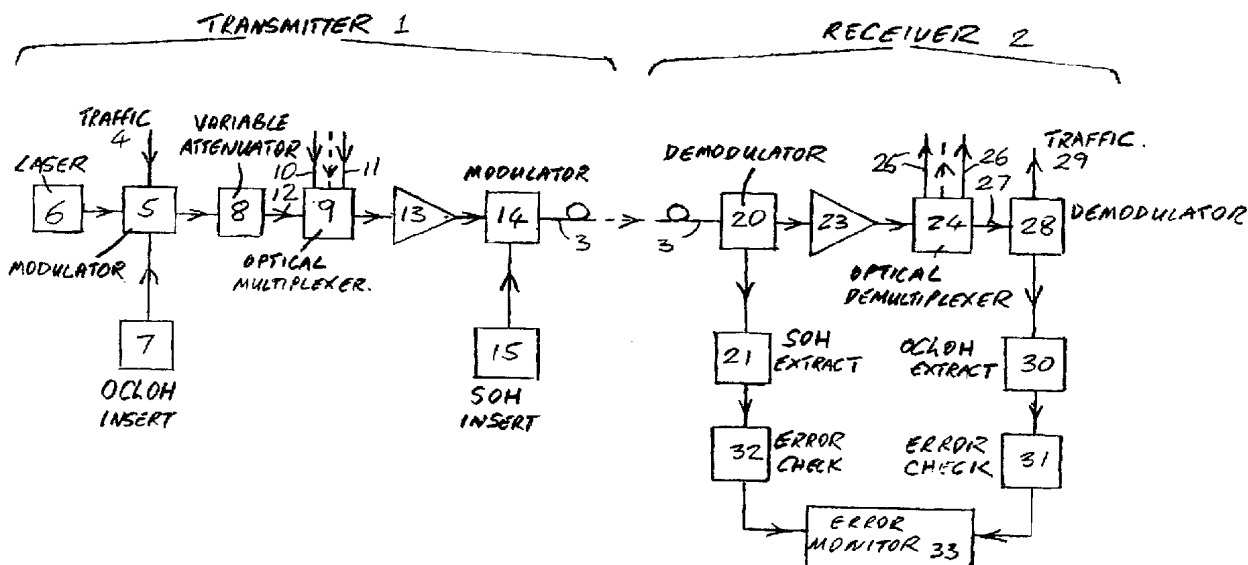 TRANSMITTER 1
RECEIVER 2
TRAFFIC
4
VARIABLE
ATTENUATOR
LASER
10
11
12
MODULATOR
6
5
8
9
13
14
MODULATOR
OPTICAL
MULTIPLEXER.
3
7
OCLOH
INSERT
15
SOH
INSERT
DEMODULATOR
25
26
27
TRAFFIC.
29
3
20
23
24
28
DEMODULATOR
OPTICAL
DEMULTIPLEXER
21
SOH
EXTRACT
OCLOH
EXTRACT
30
32
ERROR
CHECK
ERROR
CHECK
31
ERROR
MONITOR 33